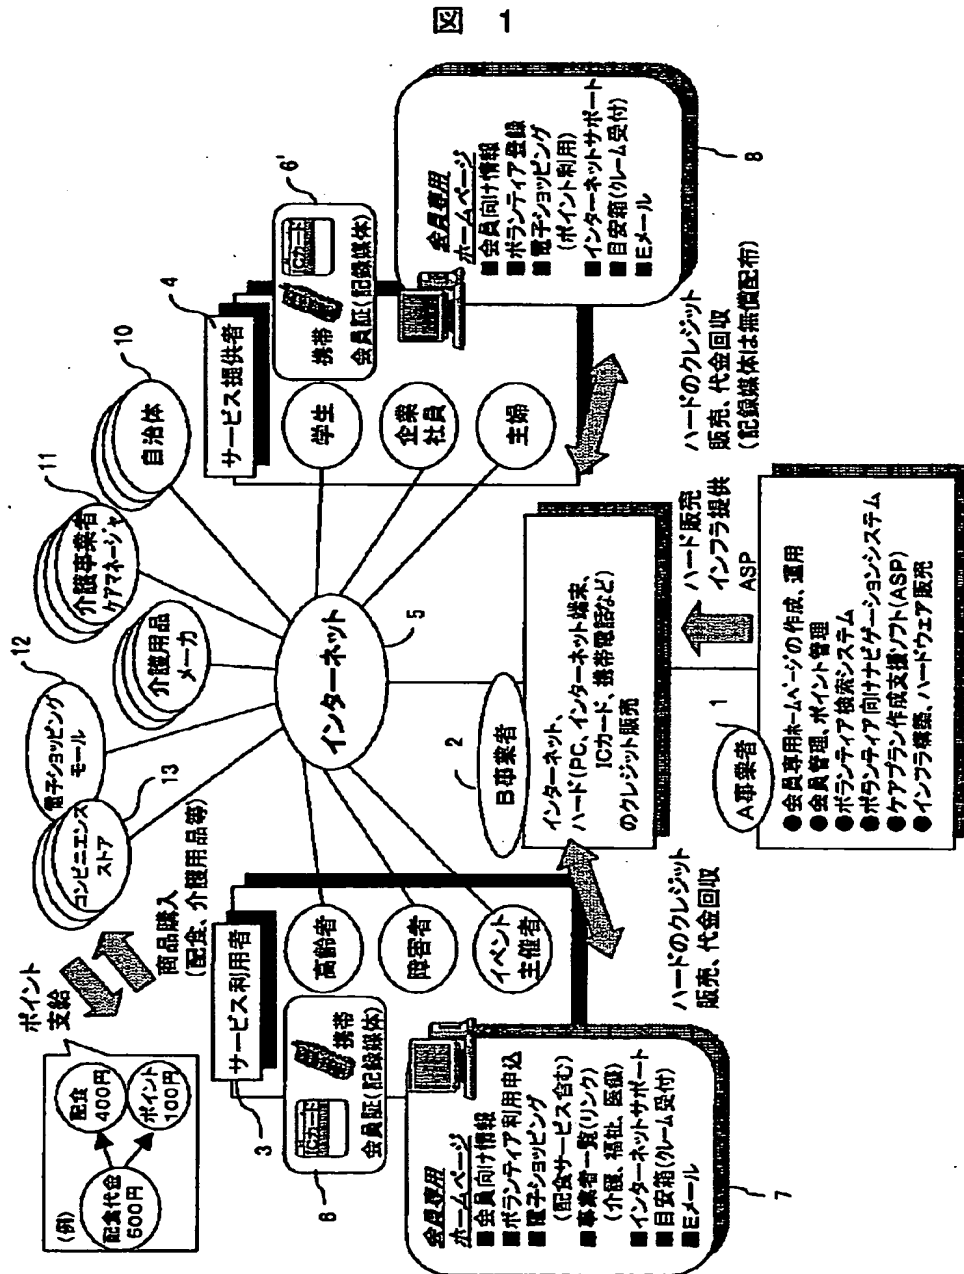 図 1
(例)
配食代金
500円
配食
400円
ポイント
100円
ポイント
支給
商品購入
(配食、介護用品等)
コンビニエンス
ストア
13
電子ショッピング
モール
12
介護用品
メーカ
介護事業者
ケアマネージャ
11
自治体
10
インターネット
5
サービス利用者
3
ICカード
携帯
会員証(記録媒体)
6
高齢者
障害者
イベント
主催者
会員専用
ホームページ
■会員向け情報
■ボランティア利用申込
■電子ショッピング
(配食サービス含む)
■事業者一覧(リンク)
(介護、福祉、医療)
■インターネットサポート
■目安箱(クレーム受付)
■Eメール
7
ハードのクレジット
販売、代金回収
B事業者
2
インターネット、
ハード(PC、インターネット端末、
ICカード、携帯電話など)
のクレジット販売
ハード販売
インフラ提供
ASP
A事業者
1
●会員専用ホームページの作成、運用
●会員管理、ポイント管理
●ボランティア検索システム
●ボランティア向けナビゲーションシステム
●ケアプラン作成支援ソフト(ASP)
●インフラ構築、ハードウェア販売
サービス提供者
4
携帯
ICカード
会員証(記録媒体)
6'
学生
企業
社員
主婦
会員専用
ホームページ
■会員向け情報
■ボランティア登録
■電子ショッピング
(ポイント利用)
■インターネットサポート
■目安箱(クレーム受付)
■Eメール
8
ハードのクレジット
販売、代金回収
(記録媒体は無償配布)